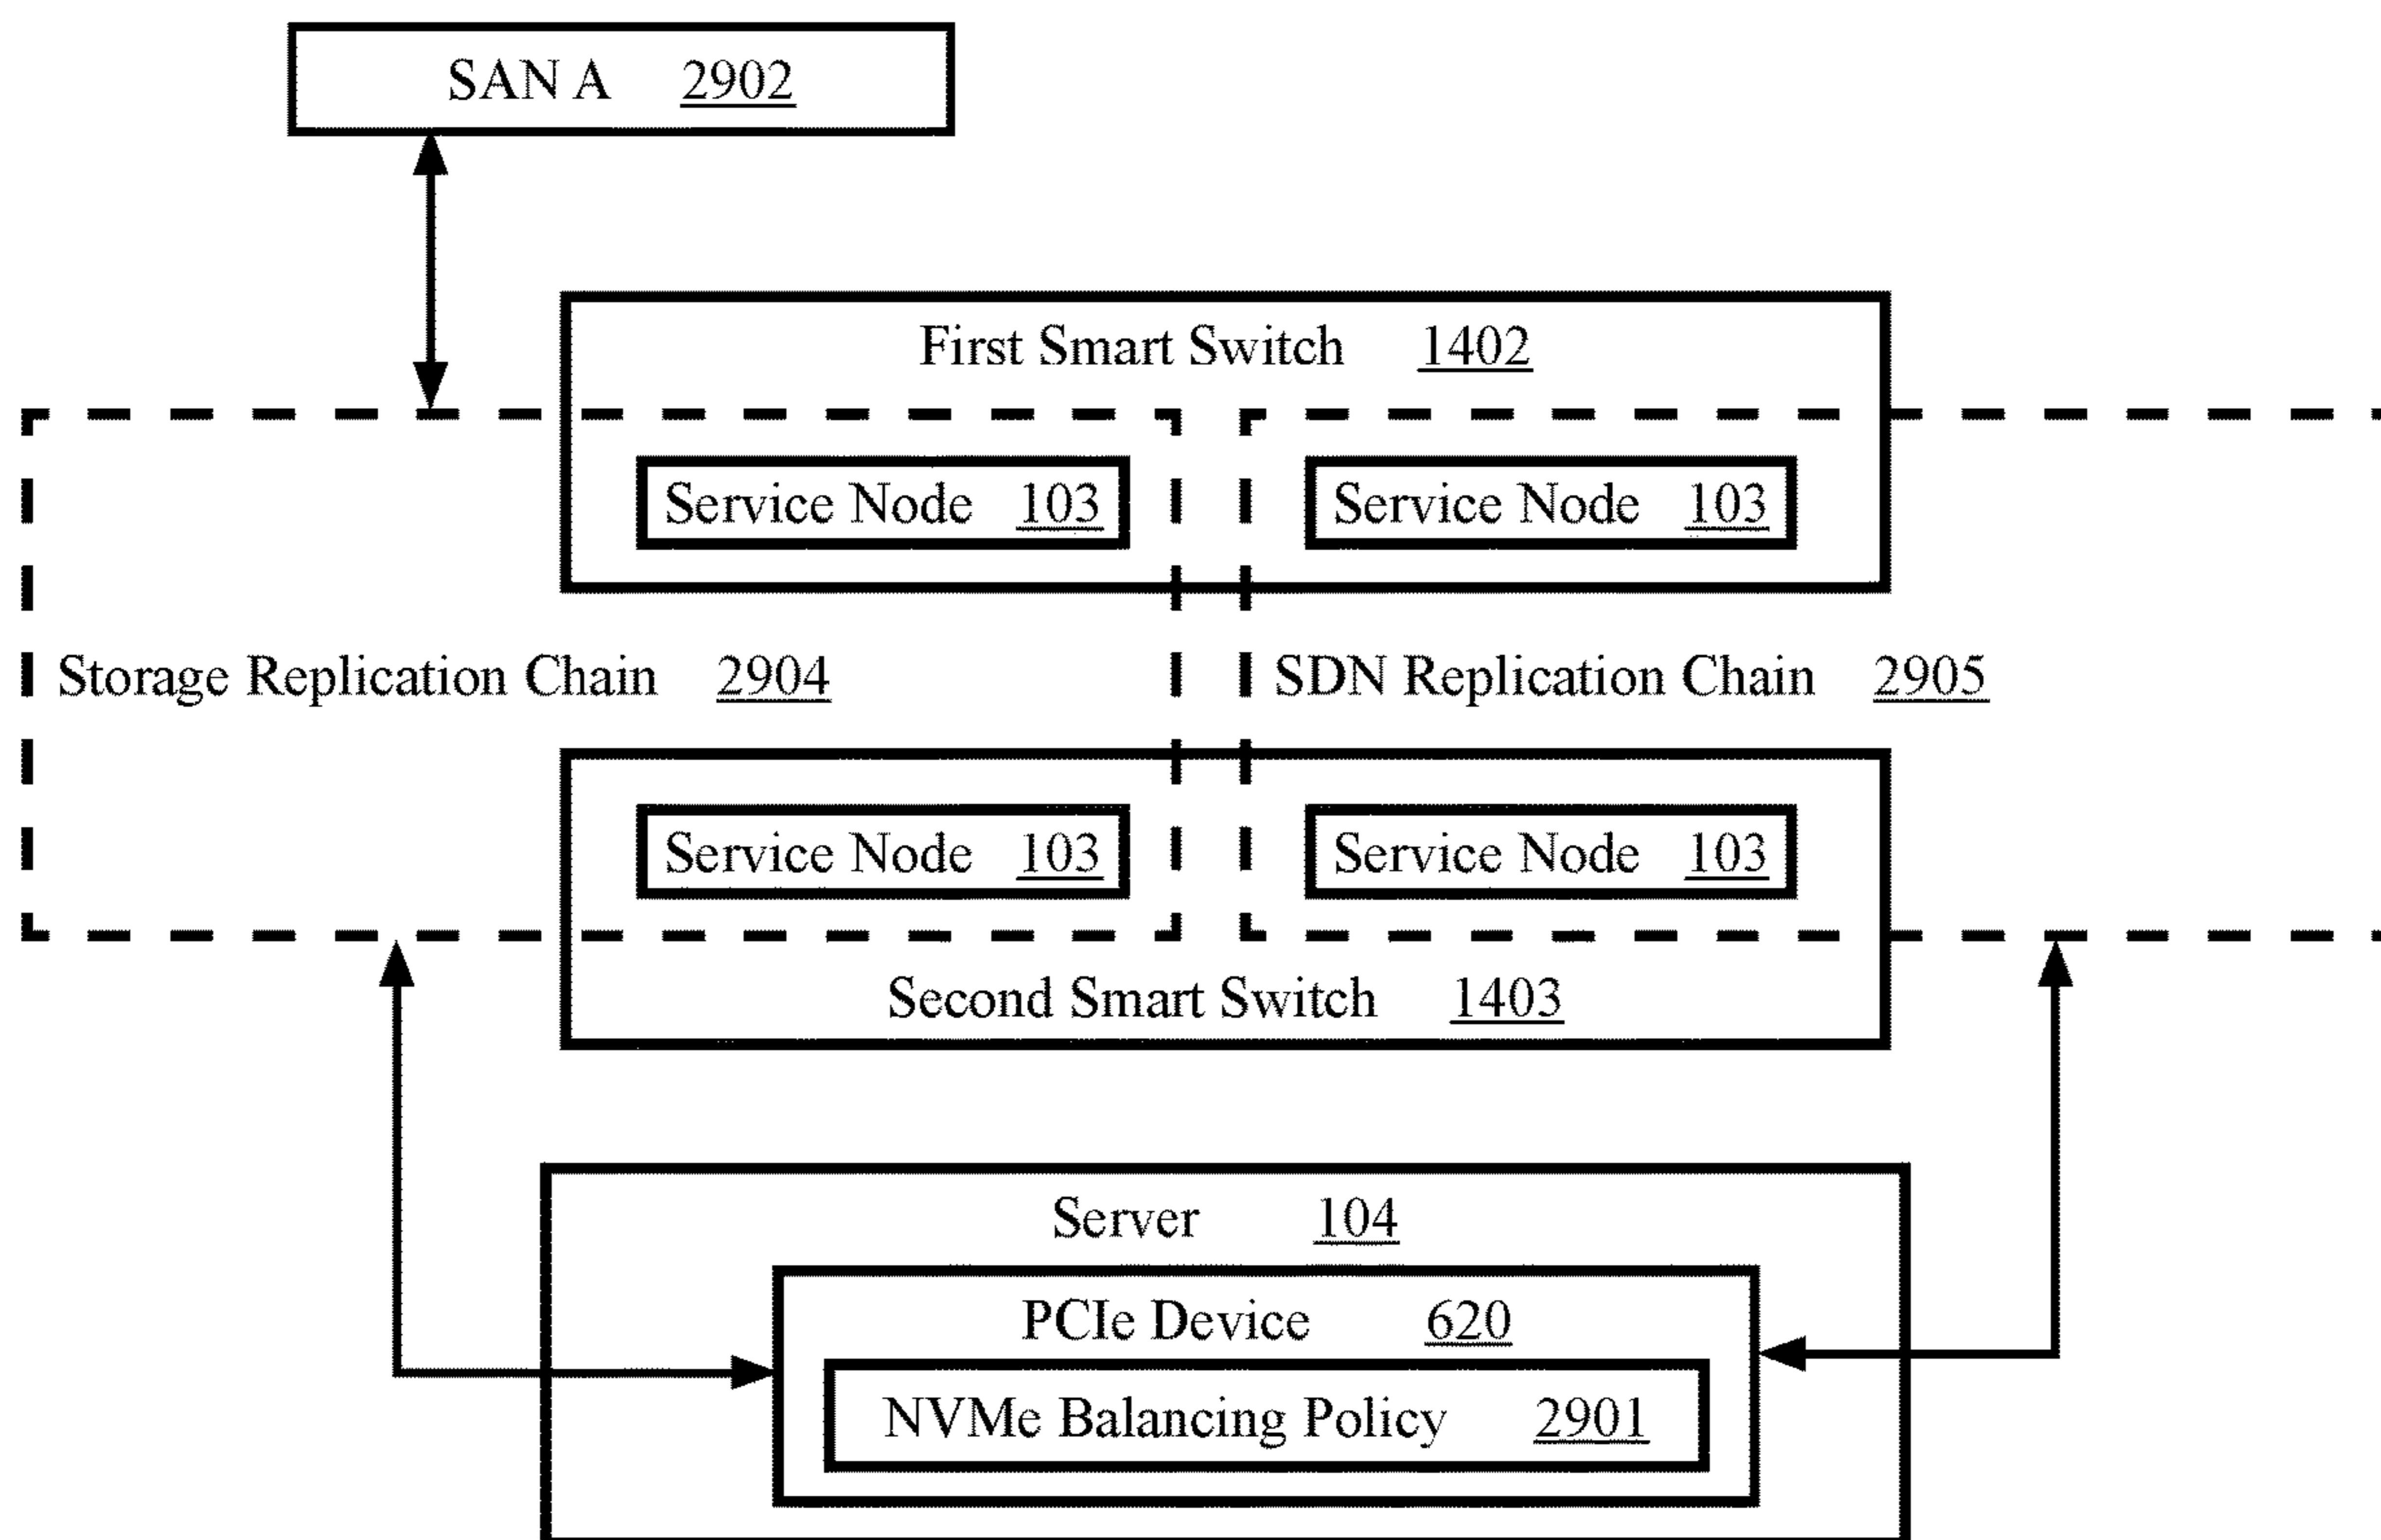 SAN A 2902
First Smart Switch 1402
Service Node 103 Service Node 103
Storage Replication Chain 2904 SDN Replication Chain 2905
Service Node 103 Service Node 103
Second Smart Switch 1403
Server 104
PCIe Device 620
NVMe Balancing Policy 2901